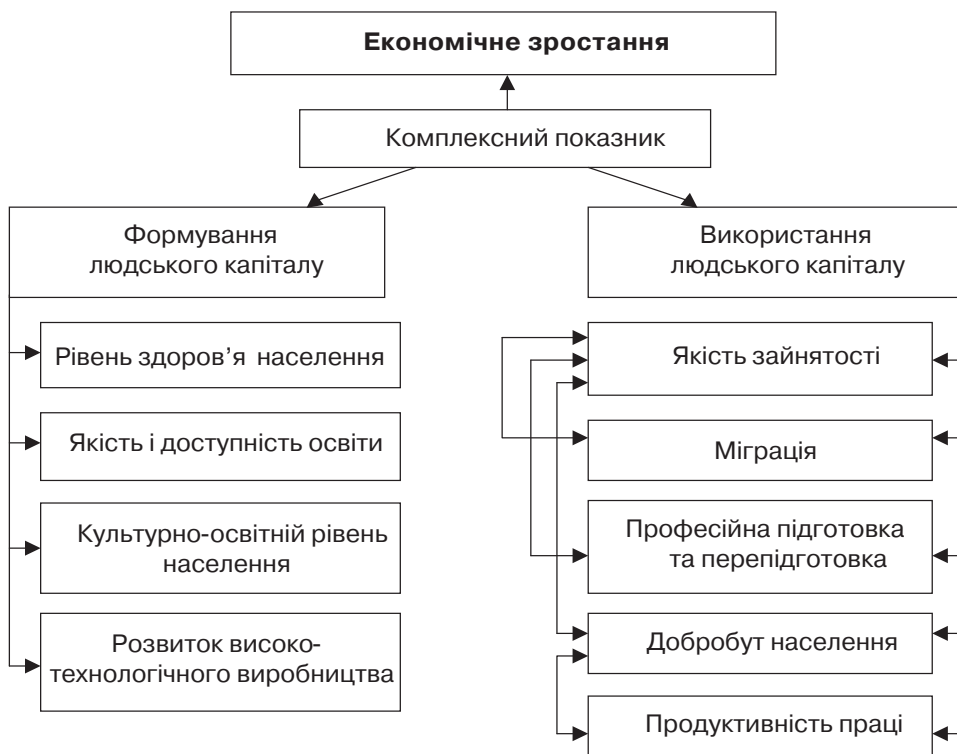 Економічне зростання
Комплексний показник
Формування
людського капіталу
Рівень здоров’я населення
Якість і доступність освіти
Культурно-освітній рівень
населення
Розвиток високо-
технологічного виробництва
Використання
людського капіталу
Якість зайнятості
Міграція
Професійна підготовка
та перепідготовка
Добробут населення
Продуктивність праці